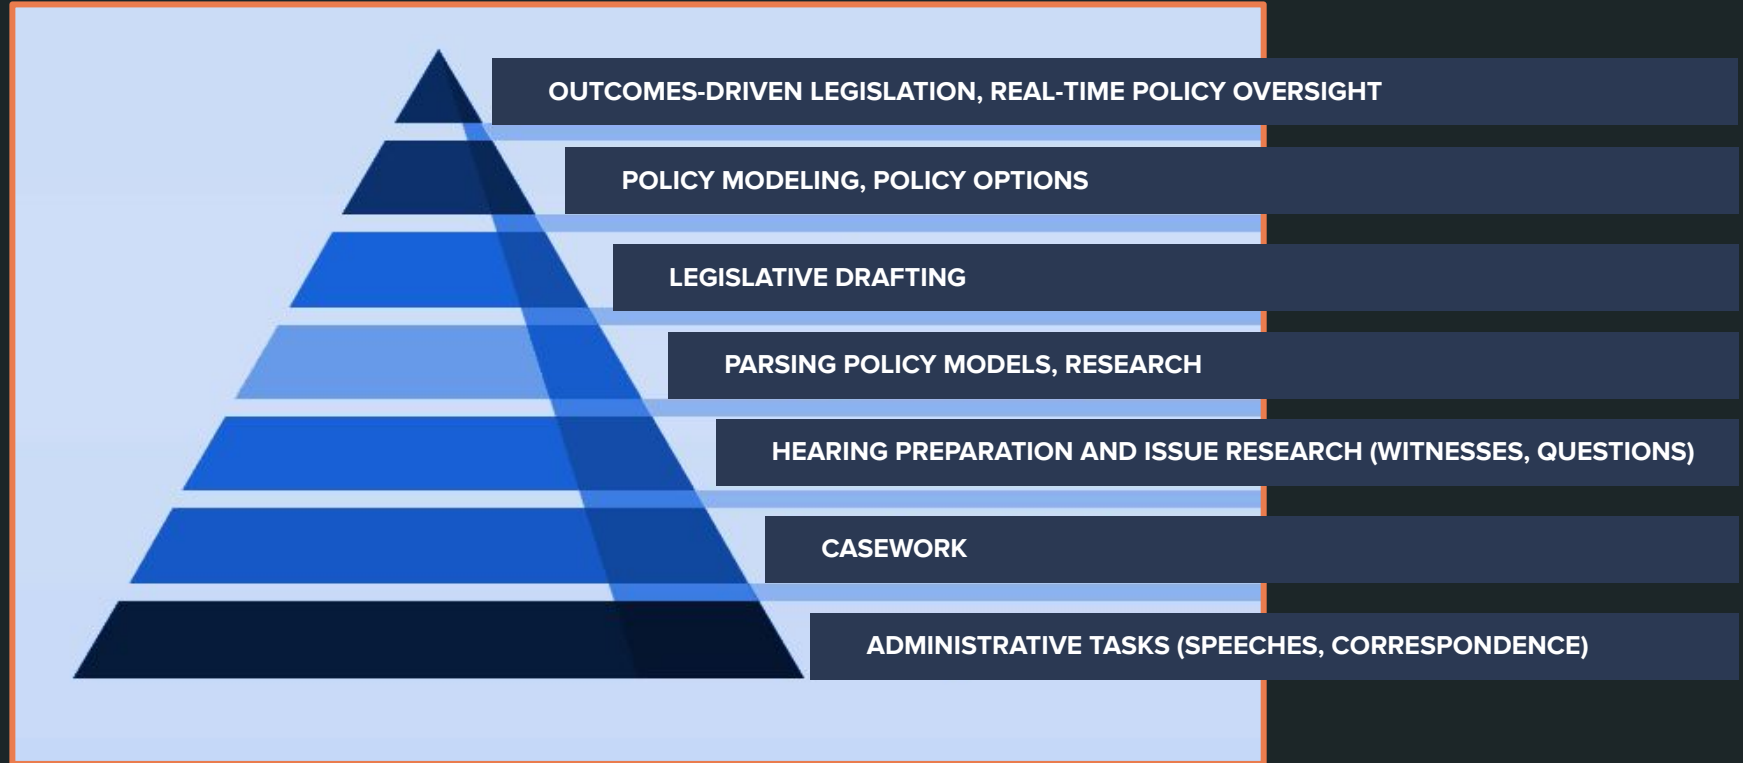 OUTCOMES-DRIVEN LEGISLATION, REAL-TIME POLICY OVERSIGHT
POLICY MODELING, POLICY OPTIONS
LEGISLATIVE DRAFTING
PARSING POLICY MODELS, RESEARCH
HEARING PREPARATION AND ISSUE RESEARCH (WITNESSES, QUESTIONS)
CASEWORK
ADMINISTRATIVE TASKS (SPEECHES, CORRESPONDENCE)